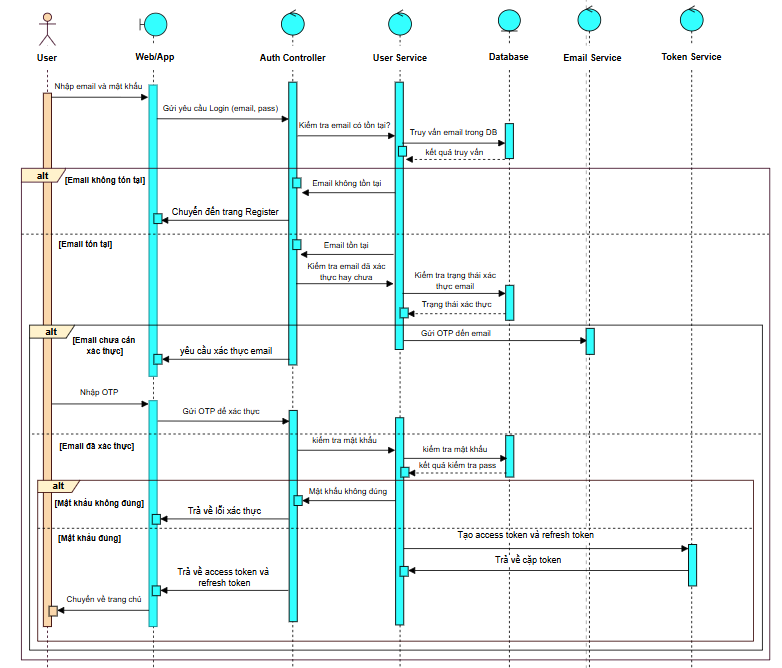 User
Web/App
Auth Controller
User Service
Database
Email Service
Token Service
Nhập email và mật khẩu
Gửi yêu cầu Login (email, pass)
Kiểm tra email có tồn tại?
Truy vấn email trong DB
kết quả truy vấn
alt
[Email không tồn tại]
Email không tồn tại
Chuyển đến trang Register
[Email tồn tại]
Email tồn tại
Kiểm tra email đã xác
thực hay chưa
Kiểm tra trạng thái xác
thực email
Trạng thái xác thực
alt
[Email chưa cần
xác thực]
Gửi OTP đến email
yêu cầu xác thực email
Nhập OTP
Gửi OTP để xác thực
[Email đã xác thực]
kiểm tra mật khẩu
kiểm tra mật khẩu
kết quả kiểm tra pass
alt
[Mật khẩu không đúng]
Mật khẩu không đúng
Trả về lỗi xác thực
[Mật khẩu đúng]
Tạo access token và refresh token
Trả về cặp token
Trả về access token và
refresh token
Chuyển về trang chủ